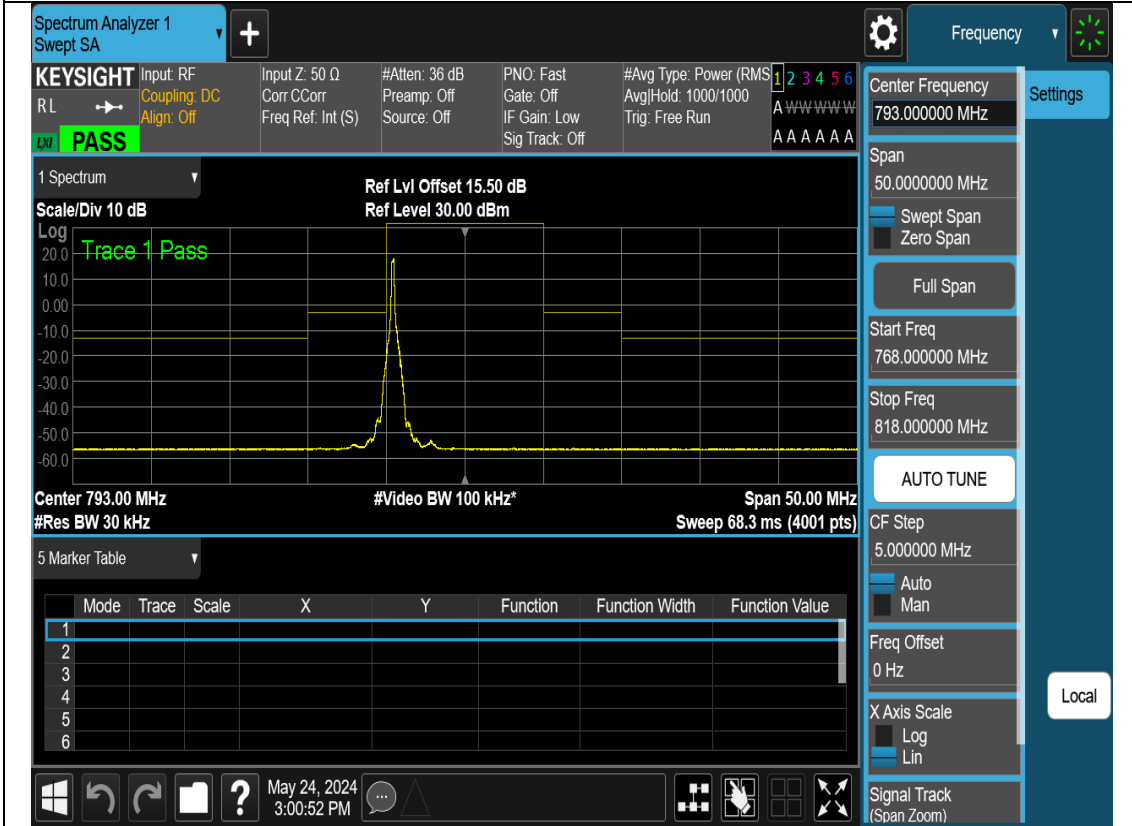 Spectrum Analyzer 1
Swept SA
+
Frequency
KEYSIGHT
RL
LXI
PASS
Input: RF
Coupling: DC
Align: Off
Input Z: 50 Ω
Corr CCorr
Freq Ref: Int (S)
#Atten: 36 dB
Preamp: Off
Source: Off
PNO: Fast
Gate: Off
IF Gain: Low
Sig Track: Off
#Avg Type: Power (RMS
Avg|Hold: 1000/1000
Trig: Free Run
1 2 3 4 5 6
A W W W W W
A A A A A A
1 Spectrum
Ref Lvl Offset 15.50 dB
Scale/Div 10 dB
Ref Level 30.00 dBm
Log
Trace 1 Pass
20.0
10.0
0.00
-10.0
-20.0
-30.0
-40.0
-50.0
-60.0
Center 793.00 MHz
#Video BW 100 kHz*
Span 50.00 MHz
#Res BW 30 kHz
Sweep 68.3 ms (4001 pts)
5 Marker Table
Mode Trace Scale X Y Function Function Width Function Value
1
2
3
4
5
6
May 24, 2024
3:00:52 PM
?
Center Frequency
793.000000 MHz
Settings
Span
50.0000000 MHz
Swept Span
Zero Span
Full Span
Start Freq
768.000000 MHz
Stop Freq
818.000000 MHz
AUTO TUNE
CF Step
5.000000 MHz
Auto
Man
Freq Offset
0 Hz
Local
X Axis Scale
Log
Lin
Signal Track
(Span Zoom)